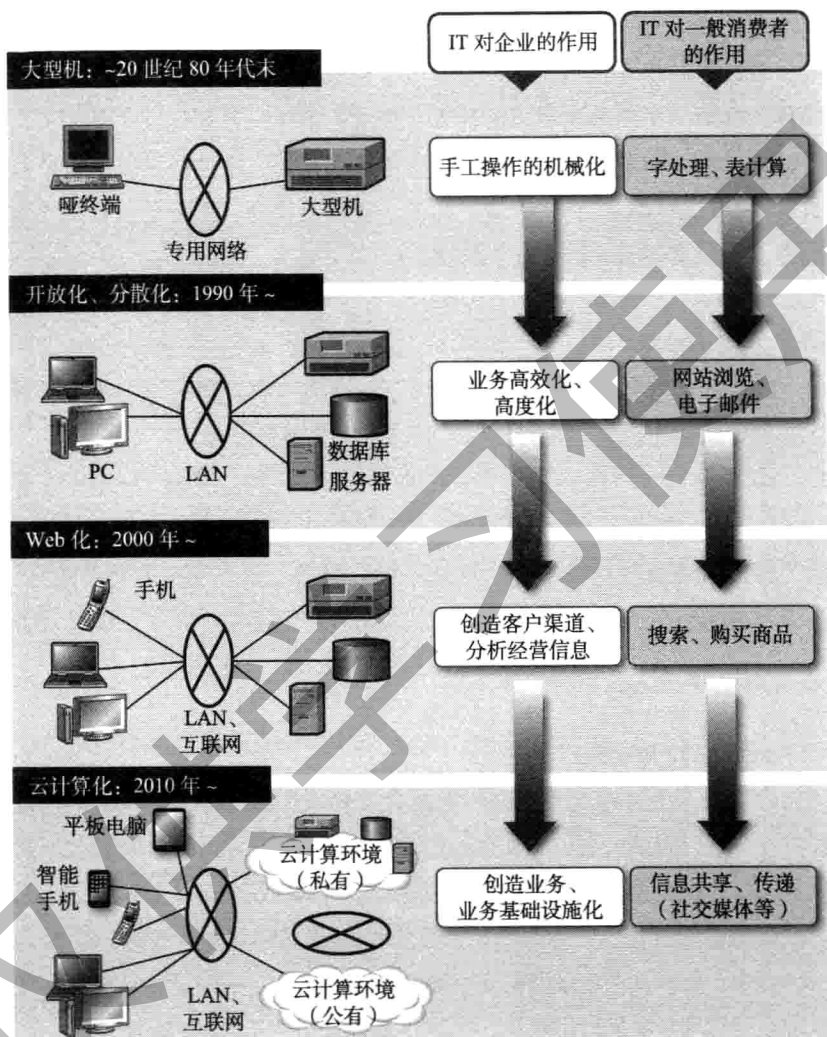 IT 对企业的作用
IT 对一般消费者
的作用
大型机：~20 世纪 80 年代末
哑终端
专用网络
大型机
手工操作的机械化
字处理、表计算
开放化、分散化：1990 年 ~
PC
LAN
数据库
服务器
业务高效化、
高度化
网站浏览、
电子邮件
Web 化：2000 年 ~
手机
LAN、
互联网
创造客户渠道、
分析经营信息
搜索、购买商品
云计算化：2010 年 ~
平板电脑
智能
手机
LAN、
互联网
云计算环境
（私有）
云计算环境
（公有）
创造业务、
业务基础设施化
信息共享、传递
（社交媒体等）
仅供学习使用